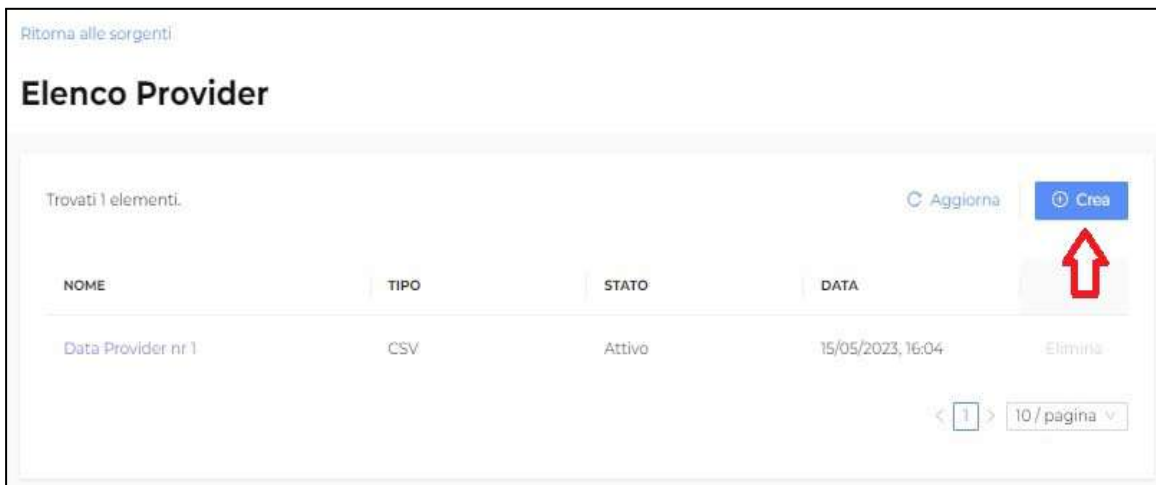 Ritorna alle sorgenti
Elenco Provider
Trovati 1 elementi.
Aggiorna
Crea
NOME TIPO STATO DATA
Data Provider nr 1 CSV Attivo 15/05/2023, 16:04 Elimina
< 1 > 10 / pagina